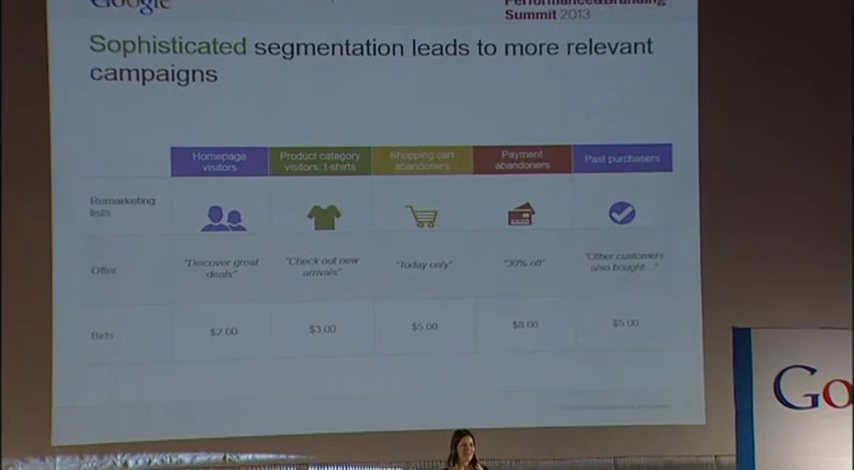 Google
Performance&Branding
Summit 2013
Sophisticated segmentation leads to more relevant
campaigns
Homepage
visitors
Product category
visitors: t-shirts
Shopping cart
abandoners
Payment
abandoners
Past purchasers
Remarketing
lists
Offer
"Discover great
deals"
"Check out new
arrivals"
"Today only"
"30% off"
"Other customers
also bought..."
Bids
$2.00
$3.00
$5.00
$8.00
$5.00
Go